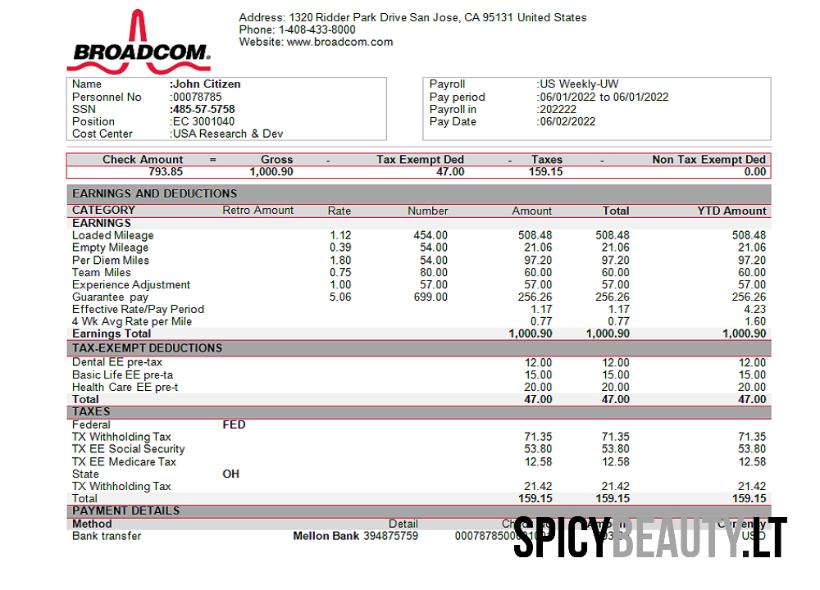 Address: 1320 Ridder Park Drive San Jose, CA 95131 United States
Phone: 1-408-433-8000
Website: www.broadcom.com
BROADCOM.
Name :John Citizen
Personnel No :00078785
SSN :485-57-5758
Position :EC 3001040
Cost Center :USA Research & Dev
Payroll :US Weekly-UW
Pay period :06/01/2022 to 06/01/2022
Payroll in :202222
Pay Date :06/02/2022
Check Amount = Gross - Tax Exempt Ded - Taxes - Non Tax Exempt Ded
793.85 1,000.90 47.00 159.15 0.00
EARNINGS AND DEDUCTIONS
CATEGORY Retro Amount Rate Number Amount Total YTD Amount
EARNINGS
Loaded Mileage 1.12 454.00 508.48 508.48 508.48
Empty Mileage 0.39 54.00 21.06 21.06 21.06
Per Diem Miles 1.80 54.00 97.20 97.20 97.20
Team Miles 0.75 80.00 60.00 60.00 60.00
Experience Adjustment 1.00 57.00 57.00 57.00 57.00
Guarantee pay 5.06 699.00 256.26 256.26 256.26
Effective Rate/Pay Period 1.17 1.17 4.23
4 Wk Avg Rate per Mile 0.77 0.77 1.60
Earnings Total 1,000.90 1,000.90 1,000.90
TAX-EXEMPT DEDUCTIONS
Dental EE pre-tax 12.00 12.00 12.00
Basic Life EE pre-ta 15.00 15.00 15.00
Health Care EE pre-t 20.00 20.00 20.00
Total 47.00 47.00 47.00
TAXES
Federal FED
TX Withholding Tax 71.35 71.35 71.35
TX EE Social Security 53.80 53.80 53.80
TX EE Medicare Tax 12.58 12.58 12.58
State OH
TX Withholding Tax 21.42 21.42 21.42
Total 159.15 159.15 159.15
PAYMENT DETAILS
Method Detail Currency
Bank transfer Mellon Bank 394875759 USD
SPICYBEAUTY.LT